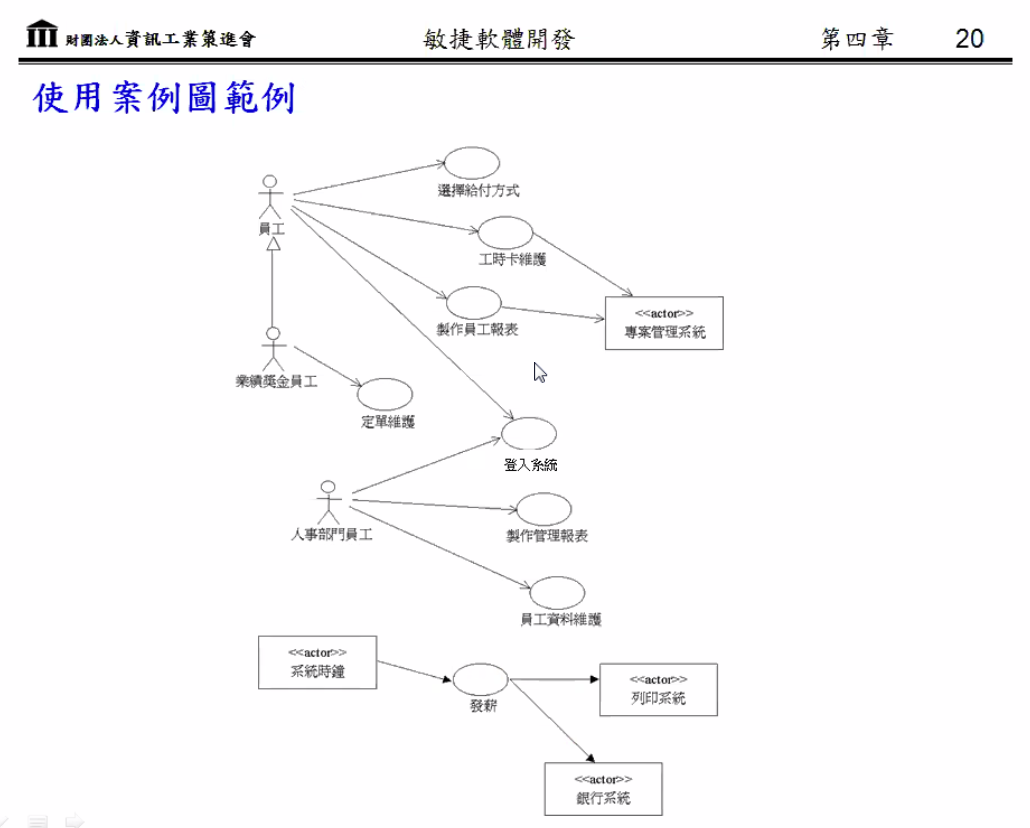 財團法人資訊工業策進會 敏捷軟體開發 第四章 20
使用案例圖範例
選擇給付方式
員工
工時卡維護
<<actor>>
專案管理系統
製作員工報表
業績獎金員工
定單維護
登入系統
人事部門員工
製作管理報表
員工資料維護
<<actor>>
系統時鐘
發薪
<<actor>>
列印系統
<<actor>>
銀行系統